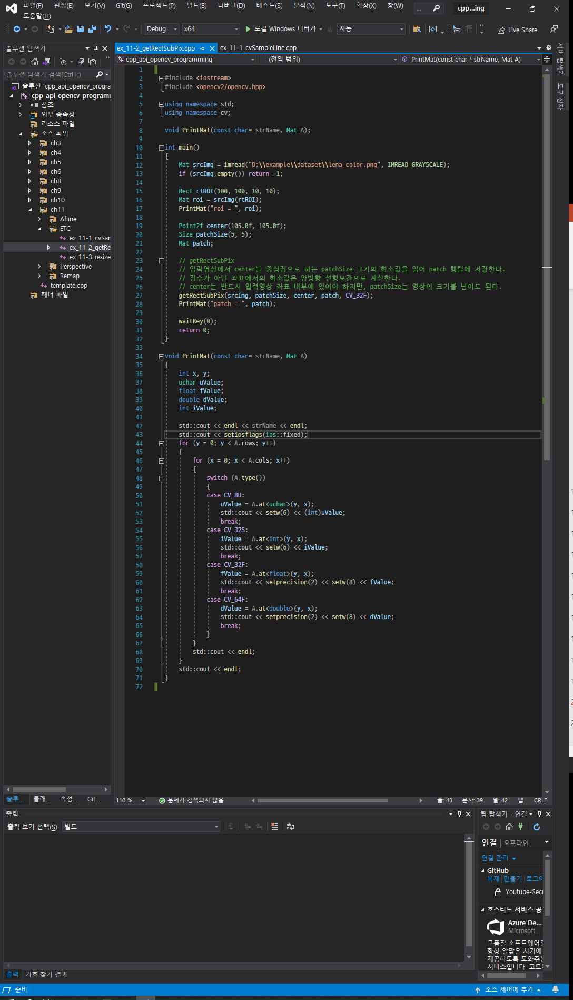 파일(F) 편집(E) 보기(V) Git(G) 프로젝트(P) 빌드(B) 디버그(D) 테스트(S) 분석(N) 도구(T) 확장(X) 창(W) ... cpp...ing
도움말(H)
Debug x64 로컬 Windows 디버거 자동 Live Share
솔루션 탐색기
솔루션 탐색기 검색(Ctrl+;)
솔루션 'cpp_api_opencv_progra
cpp_api_opencv_programm
참조
외부 종속성
리소스 파일
소스 파일
ch3
ch4
ch5
ch6
ch8
ch9
ch10
ch11
Afiine
ETC
ex_11-1_cvSar
ex_11-2_getRe
ex_11-3_resize
Perspective
Remap
template.cpp
헤더 파일
솔루... 클래... 속성... Git...
ex_11-2_getRectSubPix.cpp ex_11-1_cvSampleLine.cpp
cpp_api_opencv_programming (전역 범위) PrintMat(const char * strName, Mat A)
1
2 #include <iostream>
3 #include <opencv2/opencv.hpp>
4
5 using namespace std;
6 using namespace cv;
7
8 void PrintMat(const char* strName, Mat A);
9
10 int main()
11 {
12 Mat srcImg = imread("D:\\example\\dataset\\lena_color.png", IMREAD_GRAYSCALE);
13 if (srcImg.empty()) return -1;
14
15 Rect rtROI(100, 100, 10, 10);
16 Mat roi = srcImg(rtROI);
17 PrintMat("roi = ", roi);
18
19 Point2f center(105.0f, 105.0f);
20 Size patchSize(5, 5);
21 Mat patch;
22
23 // getRectSubPix
24 // 입력영상에서 center를 중심점으로 하는 patchSize 크기의 화소값을 읽어 patch 행렬에 저장한다.
25 // 정수가 아닌 좌표에서의 화소값은 양방향 선형보간으로 계산한다.
26 // center는 반드시 입력영상 좌표 내부에 있어야 하지만, patchSize는 영상의 크기를 넘어도 된다.
27 getRectSubPix(srcImg, patchSize, center, patch, CV_32F);
28 PrintMat("patch = ", patch);
29
30 waitKey(0);
31 return 0;
32 }
33
34 void PrintMat(const char* strName, Mat A)
35 {
36 int x, y;
37 uchar uValue;
38 float fValue;
39 double dValue;
40 int iValue;
41
42 std::cout << endl << strName << endl;
43 std::cout << setiosflags(ios::fixed);
44 for (y = 0; y < A.rows; y++)
45 {
46 for (x = 0; x < A.cols; x++)
47 {
48 switch (A.type())
49 {
50 case CV_8U:
51 uValue = A.at<uchar>(y, x);
52 std::cout << setw(6) << (int)uValue;
53 break;
54 case CV_32S:
55 iValue = A.at<int>(y, x);
56 std::cout << setw(6) << iValue;
57 break;
58 case CV_32F:
59 fValue = A.at<float>(y, x);
60 std::cout << setprecision(2) << setw(8) << fValue;
61 break;
62 case CV_64F:
63 dValue = A.at<double>(y, x);
64 std::cout << setprecision(2) << setw(8) << dValue;
65 break;
66 }
67 }
68 std::cout << endl;
69 }
70 std::cout << endl;
71 }
72
110 % 문제가 검색되지 않음 줄: 43 문자: 39 열: 42 탭 CRLF
서버 탐색기
도구 상자
출력
출력 보기 선택(S): 빌드
출력 기호 찾기 결과
팀 탐색기 - 연결
연결 | 오프라인
연결 관리
GitHub
복제 만들기 로그아
Youtube-Secr
호스티드 서비스 공
Azure De...
Microsoft...
고품질 소프트웨어를
항상 알맞은 시기에
제공하도록 도와주는
서비스입니다. 코드
준비 소스 제어에 추가